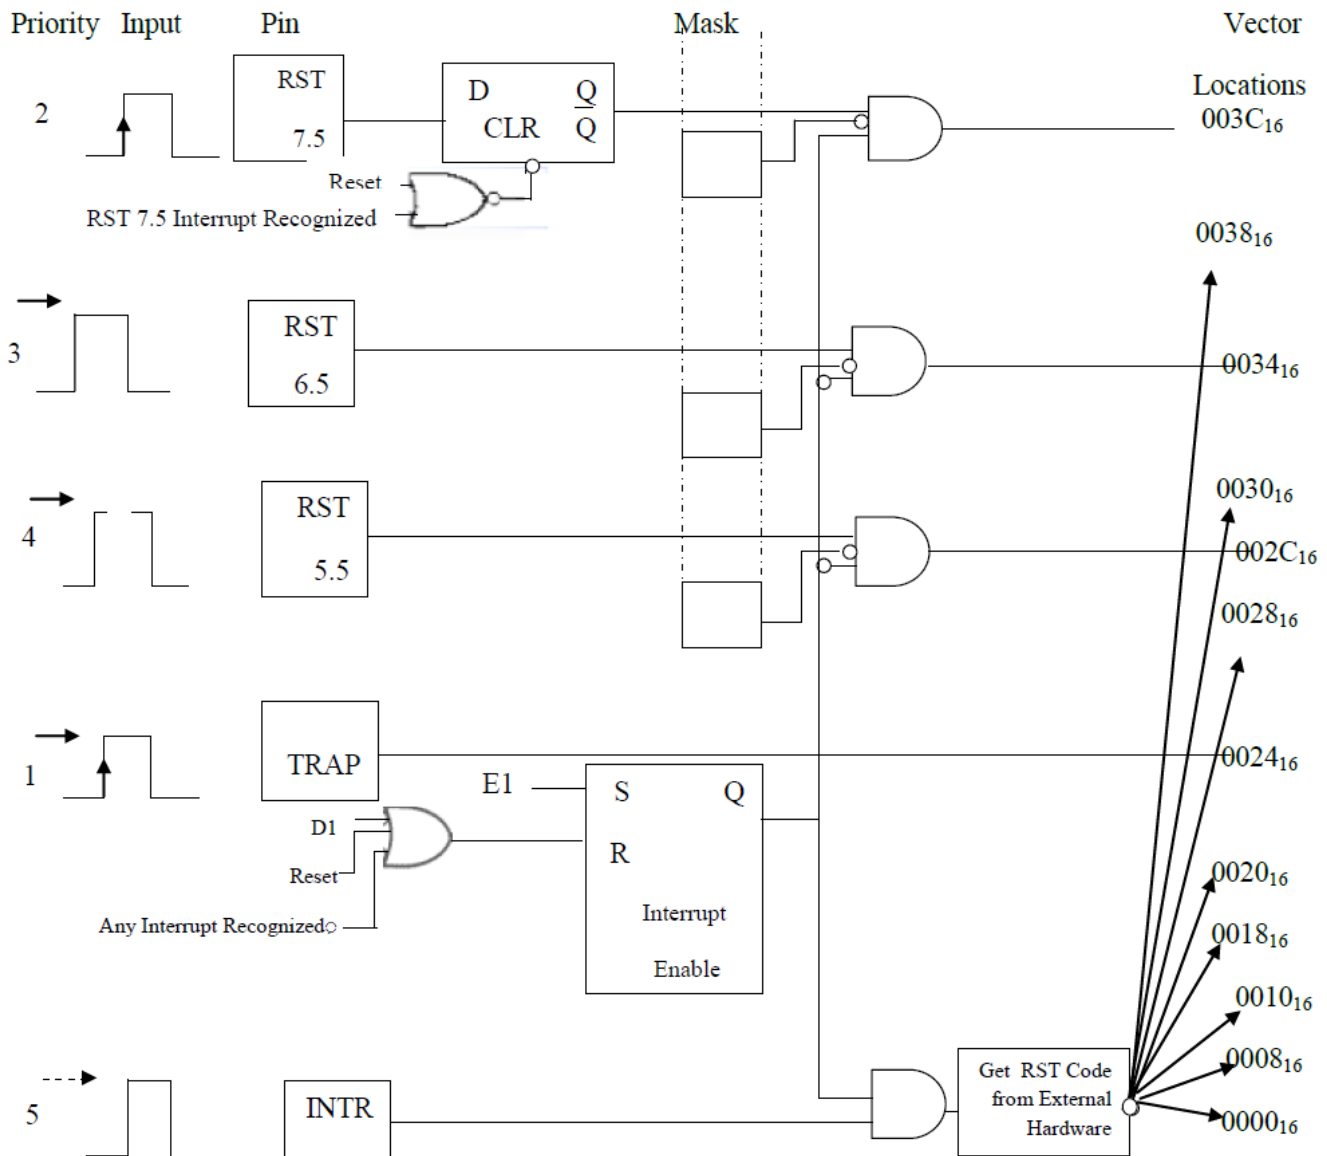 Priority Input Pin Mask Vector
Locations
2
RST
7.5
D Q
CLR Q
003C16
Reset
RST 7.5 Interrupt Recognized
003816
3
RST
6.5
003416
4
RST
5.5
003016
002C16
002816
1
TRAP
002416
E1
S Q
R
Interrupt
Enable
D1
Reset
Any Interrupt Recognized
002016
001816
001016
000816
000016
5
INTR
Get RST Code
from External
Hardware